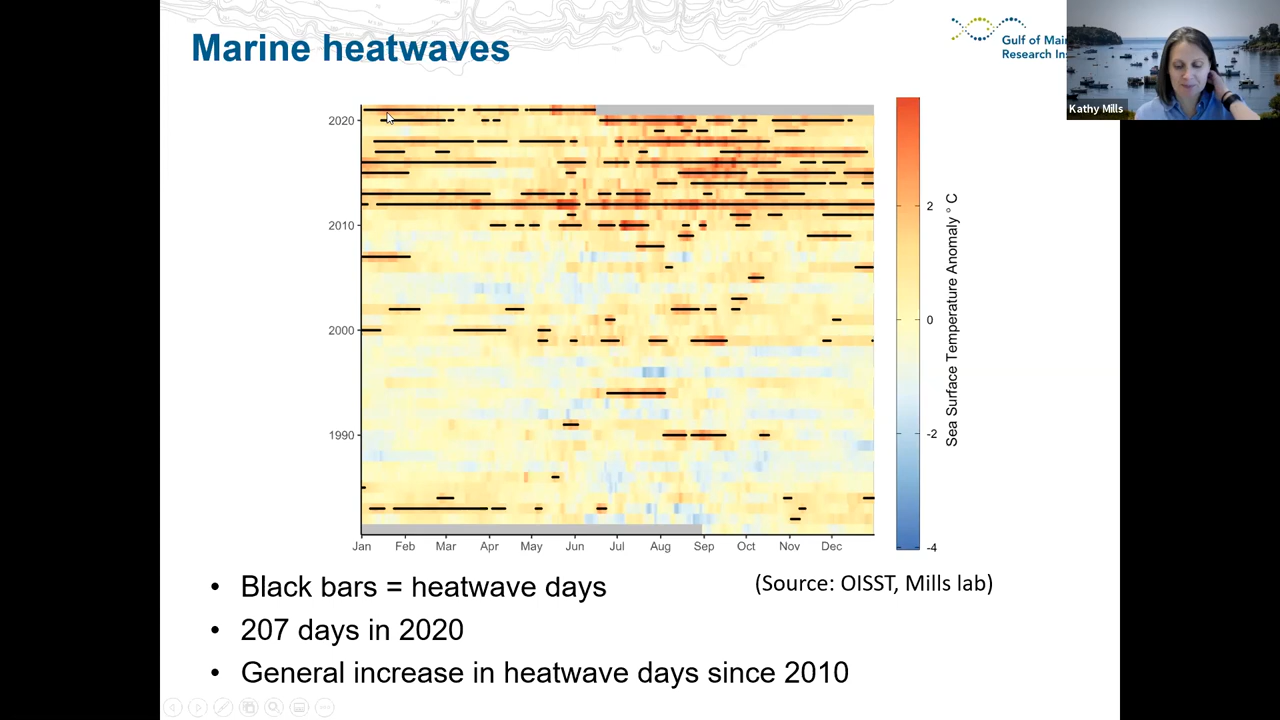 Marine heatwaves
Gulf of Mai
Research Ins
Kathy Mills
2020
2010
2000
1990
Jan Feb Mar Apr May Jun Jul Aug Sep Oct Nov Dec
2
0
-2
-4
Sea Surface Temperature Anomaly ° C
• Black bars = heatwave days
(Source: OISST, Mills lab)
• 207 days in 2020
• General increase in heatwave days since 2010